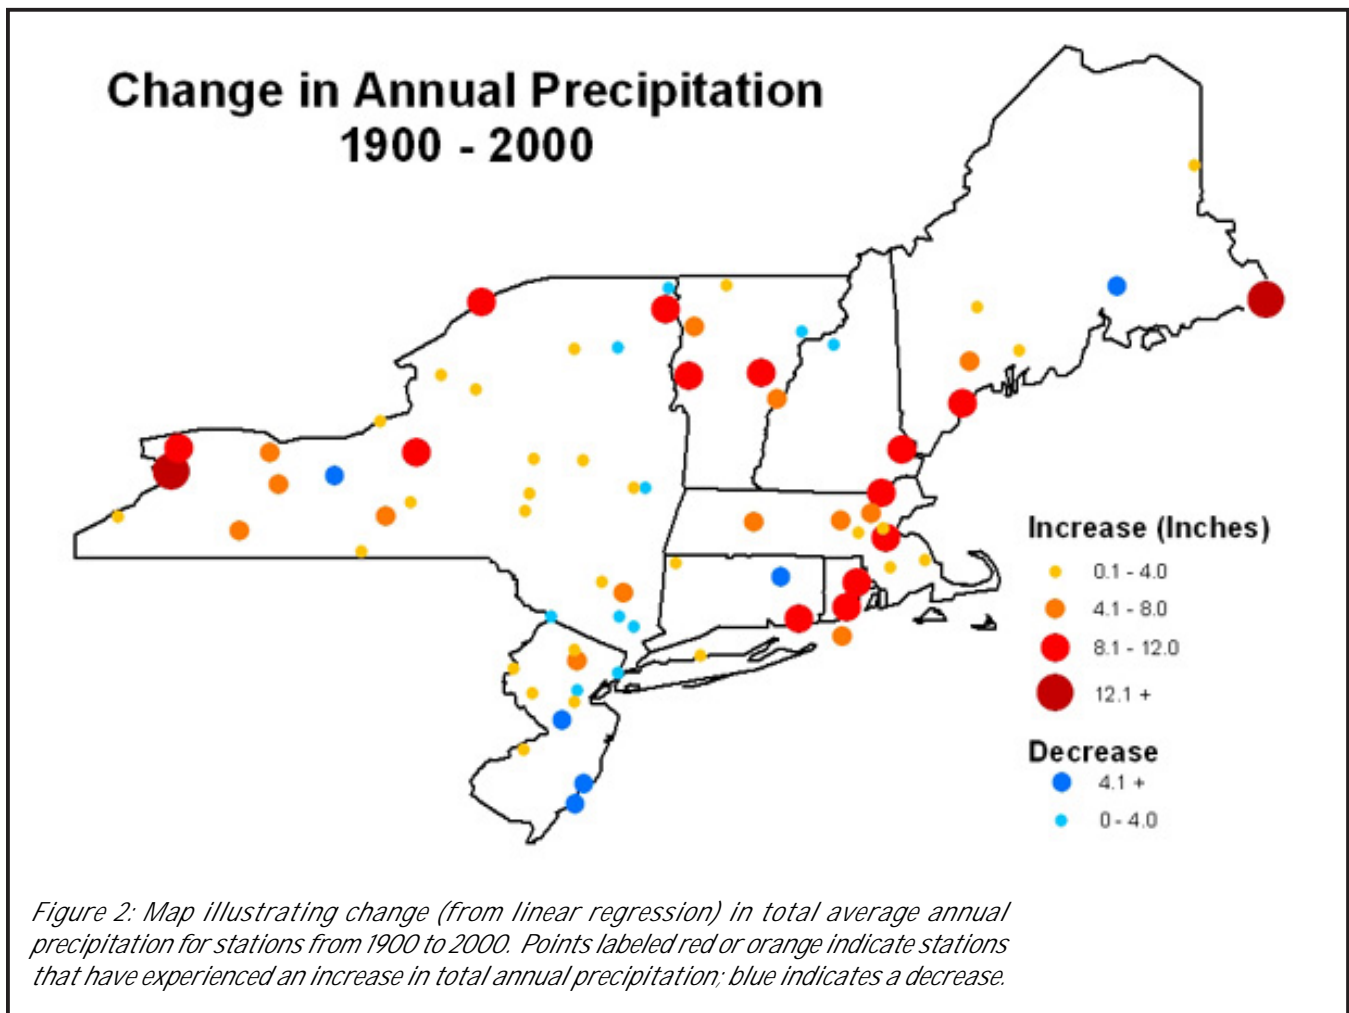 Change in Annual Precipitation
1900 - 2000
Increase (Inches)
0.1 - 4.0
4.1 - 8.0
8.1 - 12.0
12.1 +
Decrease
4.1 +
0 - 4.0
Figure 2: Map illustrating change (from linear regression) in total average annual
precipitation for stations from 1900 to 2000. Points labeled red or orange indicate stations
that have experienced an increase in total annual precipitation; blue indicates a decrease.